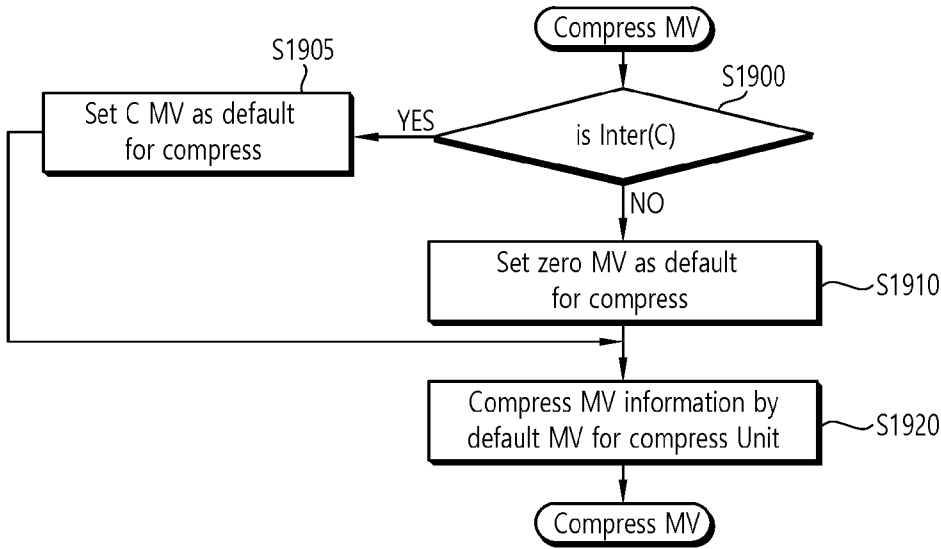 Compress MV
S1905
S1900
Set C MV as default
for compress
YES
is Inter(C)
NO
Set zero MV as default
for compress
S1910
Compress MV information by
default MV for compress Unit
S1920
Compress MV